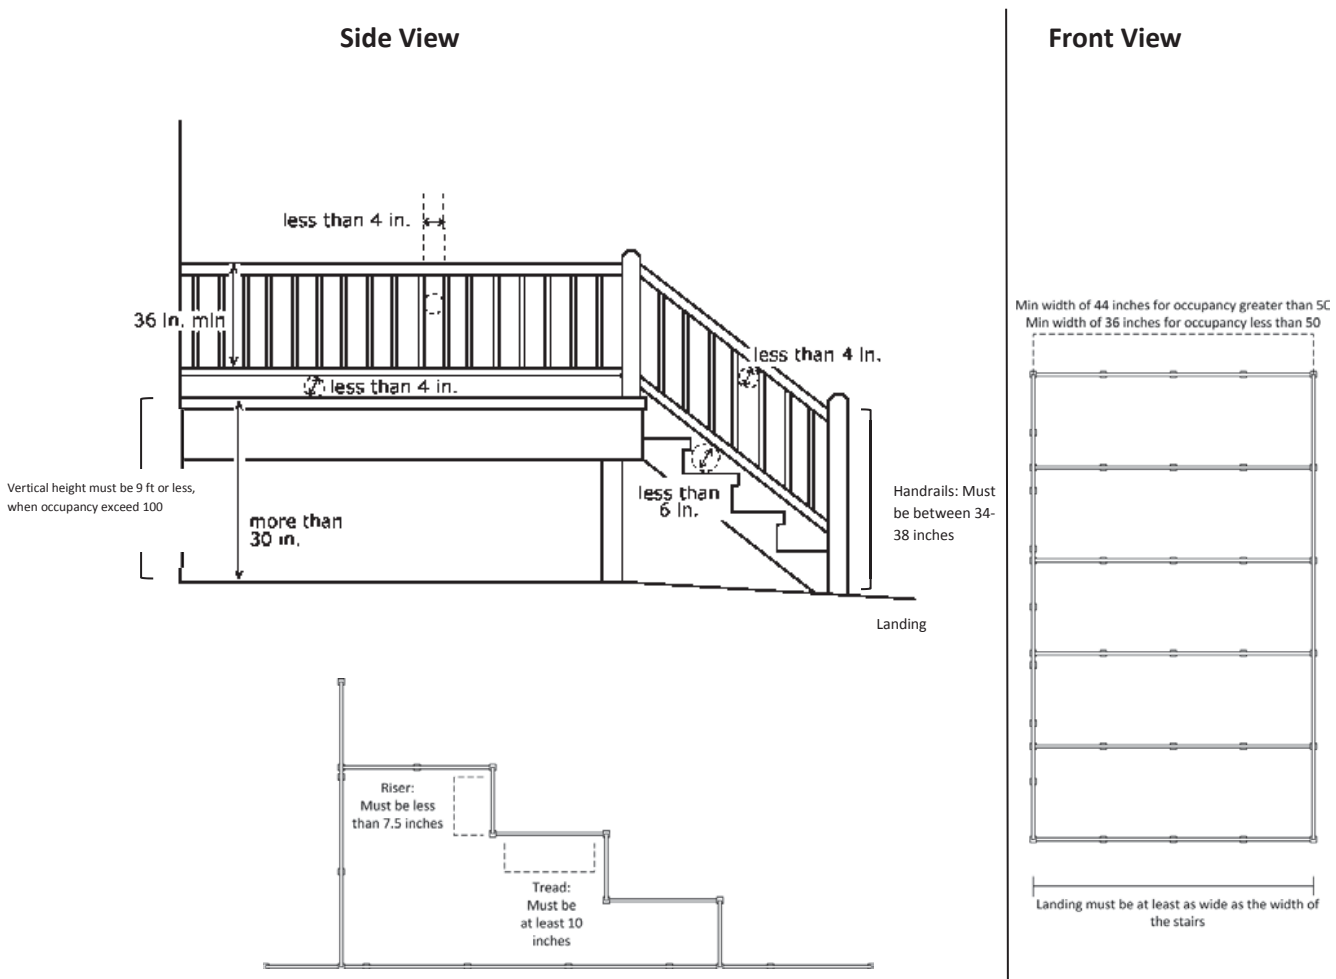 Side View
Front View
less than 4 in.
36 in. min
less than 4 in.
less than 4 in.
less than
6 in.
more than
30 in.
Vertical height must be 9 ft or less,
when occupancy exceed 100
Handrails: Must
be between 34-
38 inches
Landing
Riser:
Must be less
than 7.5 inches
Tread:
Must be
at least 10
inches
Min width of 44 inches for occupancy greater than 50
Min width of 36 inches for occupancy less than 50
Landing must be at least as wide as the width of
the stairs